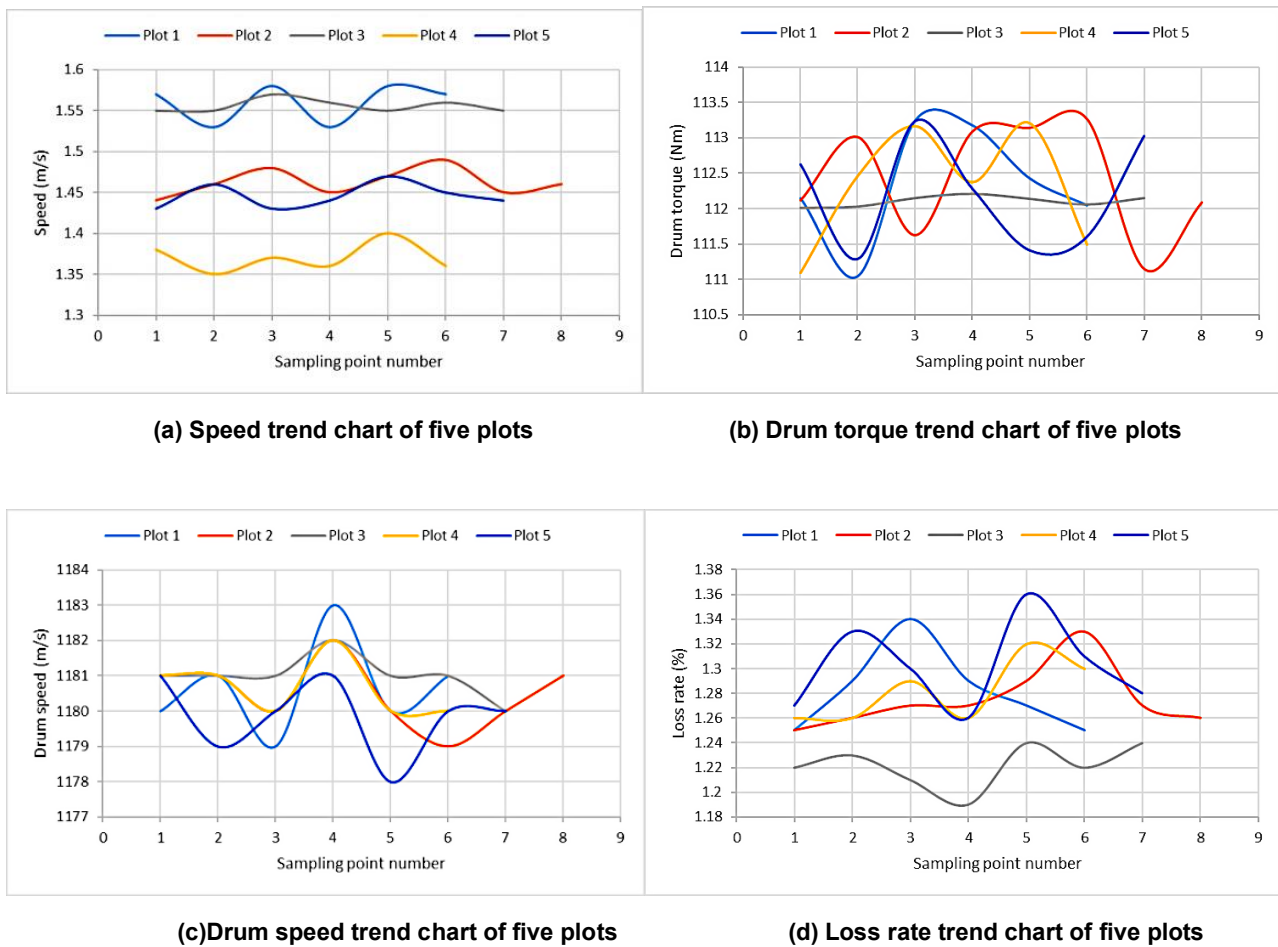 Plot 1 Plot 2 Plot 3 Plot 4 Plot 5
1.6
1.55
1.5
1.45
1.4
1.35
1.3
Speed (m/s)
0 1 2 3 4 5 6 7 8 9
Sampling point number
(a) Speed trend chart of five plots
Plot 1 Plot 2 Plot 3 Plot 4 Plot 5
114
113.5
113
112.5
112
111.5
111
110.5
Drum torque (Nm)
0 1 2 3 4 5 6 7 8 9
Sampling point number
(b) Drum torque trend chart of five plots
Plot 1 Plot 2 Plot 3 Plot 4 Plot 5
1184
1183
1182
1181
1180
1179
1178
1177
Drum speed (m/s)
0 1 2 3 4 5 6 7 8 9
Sampling point number
(c)Drum speed trend chart of five plots
Plot 1 Plot 2 Plot 3 Plot 4 Plot 5
1.38
1.36
1.34
1.32
1.3
1.28
1.26
1.24
1.22
1.2
1.18
Loss rate (%)
0 1 2 3 4 5 6 7 8 9
Sampling point number
(d) Loss rate trend chart of five plots